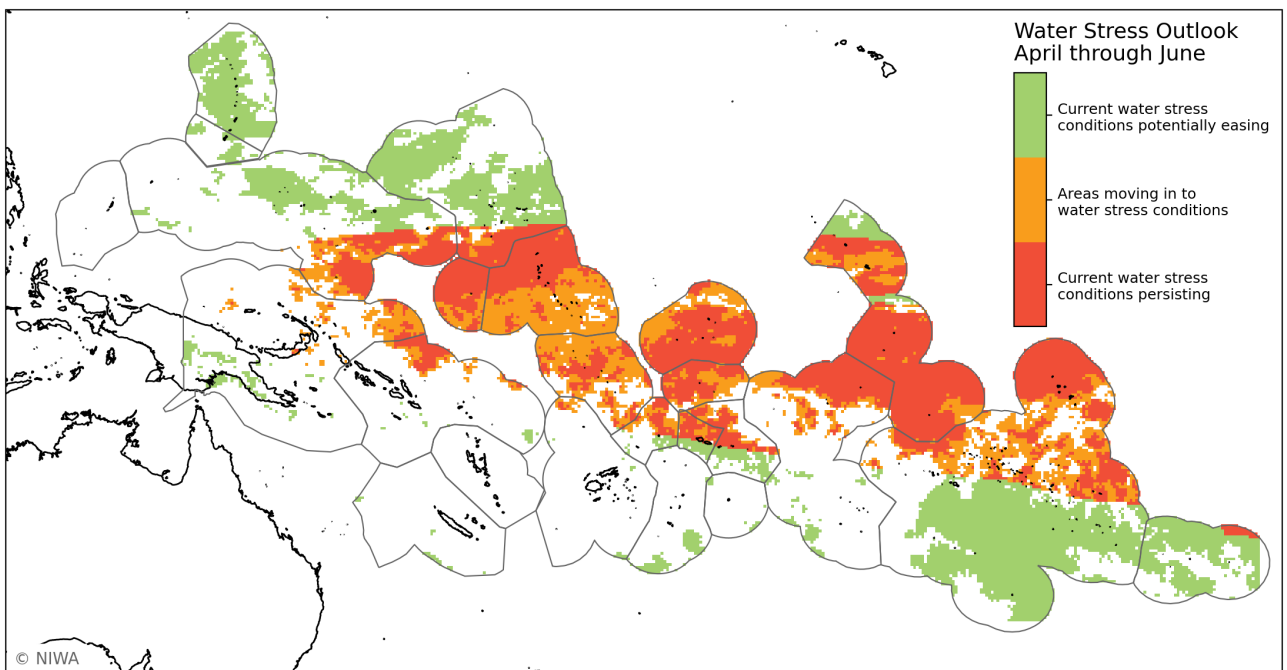 Water Stress Outlook
April through June
Current water stress
conditions potentially easing
Areas moving in to
water stress conditions
Current water stress
conditions persisting
© NIWA